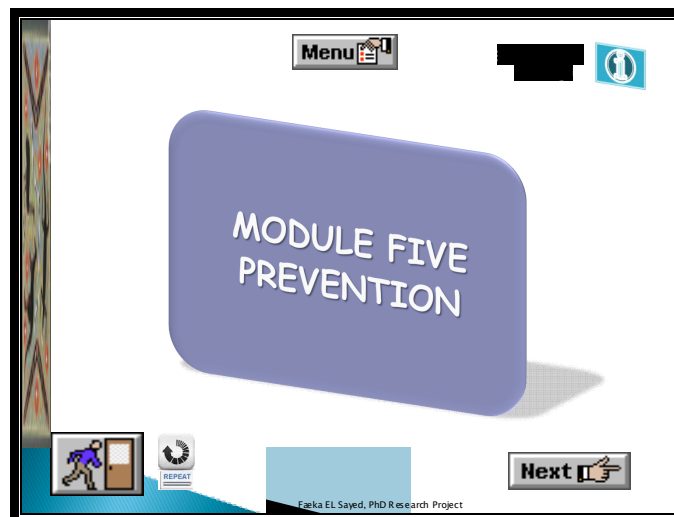 Menu
MODULE FIVE
PREVENTION
REPEAT
Next
Faeka EL Sayed, PhD Research Project